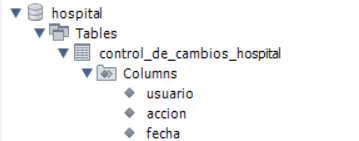 hospital
Tables
control_de_cambios_hospital
Columns
usuario
accion
fecha